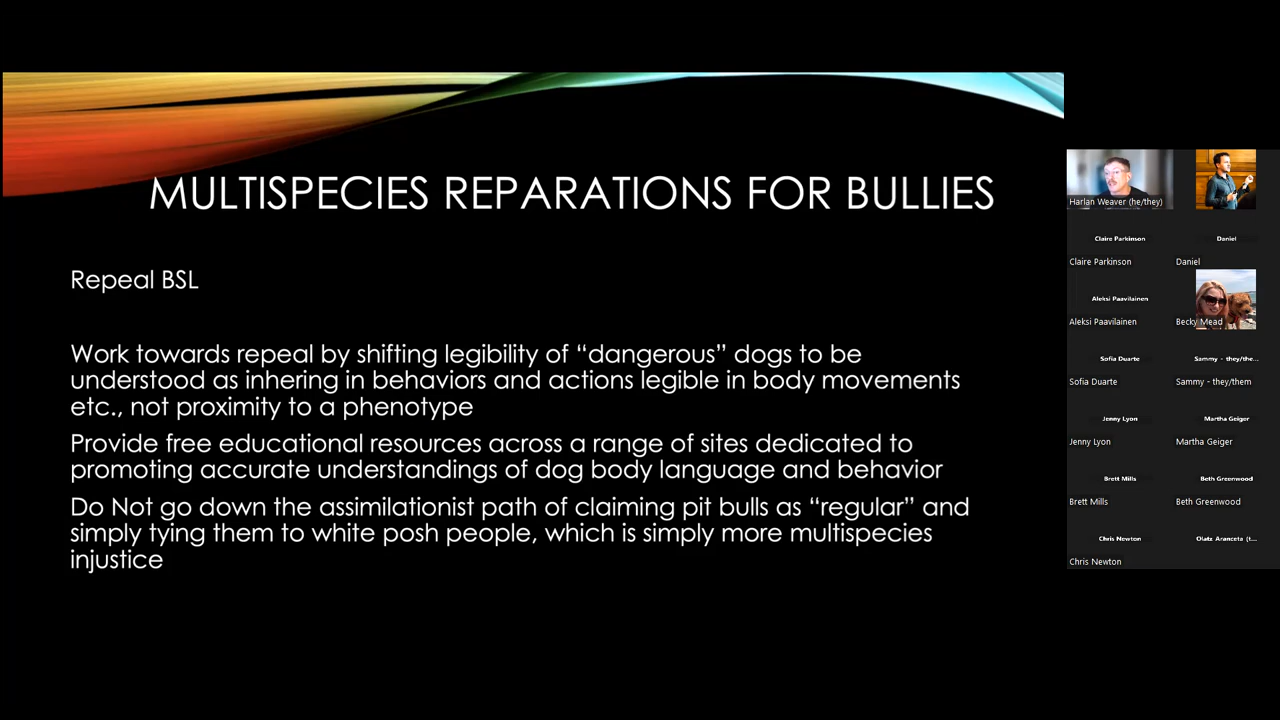 MULTISPECIES REPARATIONS FOR BULLIES
Repeal BSL
Work towards repeal by shifting legibility of “dangerous” dogs to be
understood as inhering in behaviors and actions legible in body movements
etc., not proximity to a phenotype
Provide free educational resources across a range of sites dedicated to
promoting accurate understandings of dog body language and behavior
Do Not go down the assimilationist path of claiming pit bulls as “regular” and
simply tying them to white posh people, which is simply more multispecies
injustice
Harlan Weaver (he/they)
Claire Parkinson
Daniel
Claire Parkinson
Daniel
Aleksi Paavilainen
Aleksi Paavilainen
Becky Mead
Sofia Duarte
Sammy - they/the...
Sofia Duarte
Sammy - they/them
Jenny Lyon
Martha Geiger
Jenny Lyon
Martha Geiger
Brett Mills
Beth Greenwood
Brett Mills
Beth Greenwood
Chris Newton
Olatz Aranceta (t...
Chris Newton